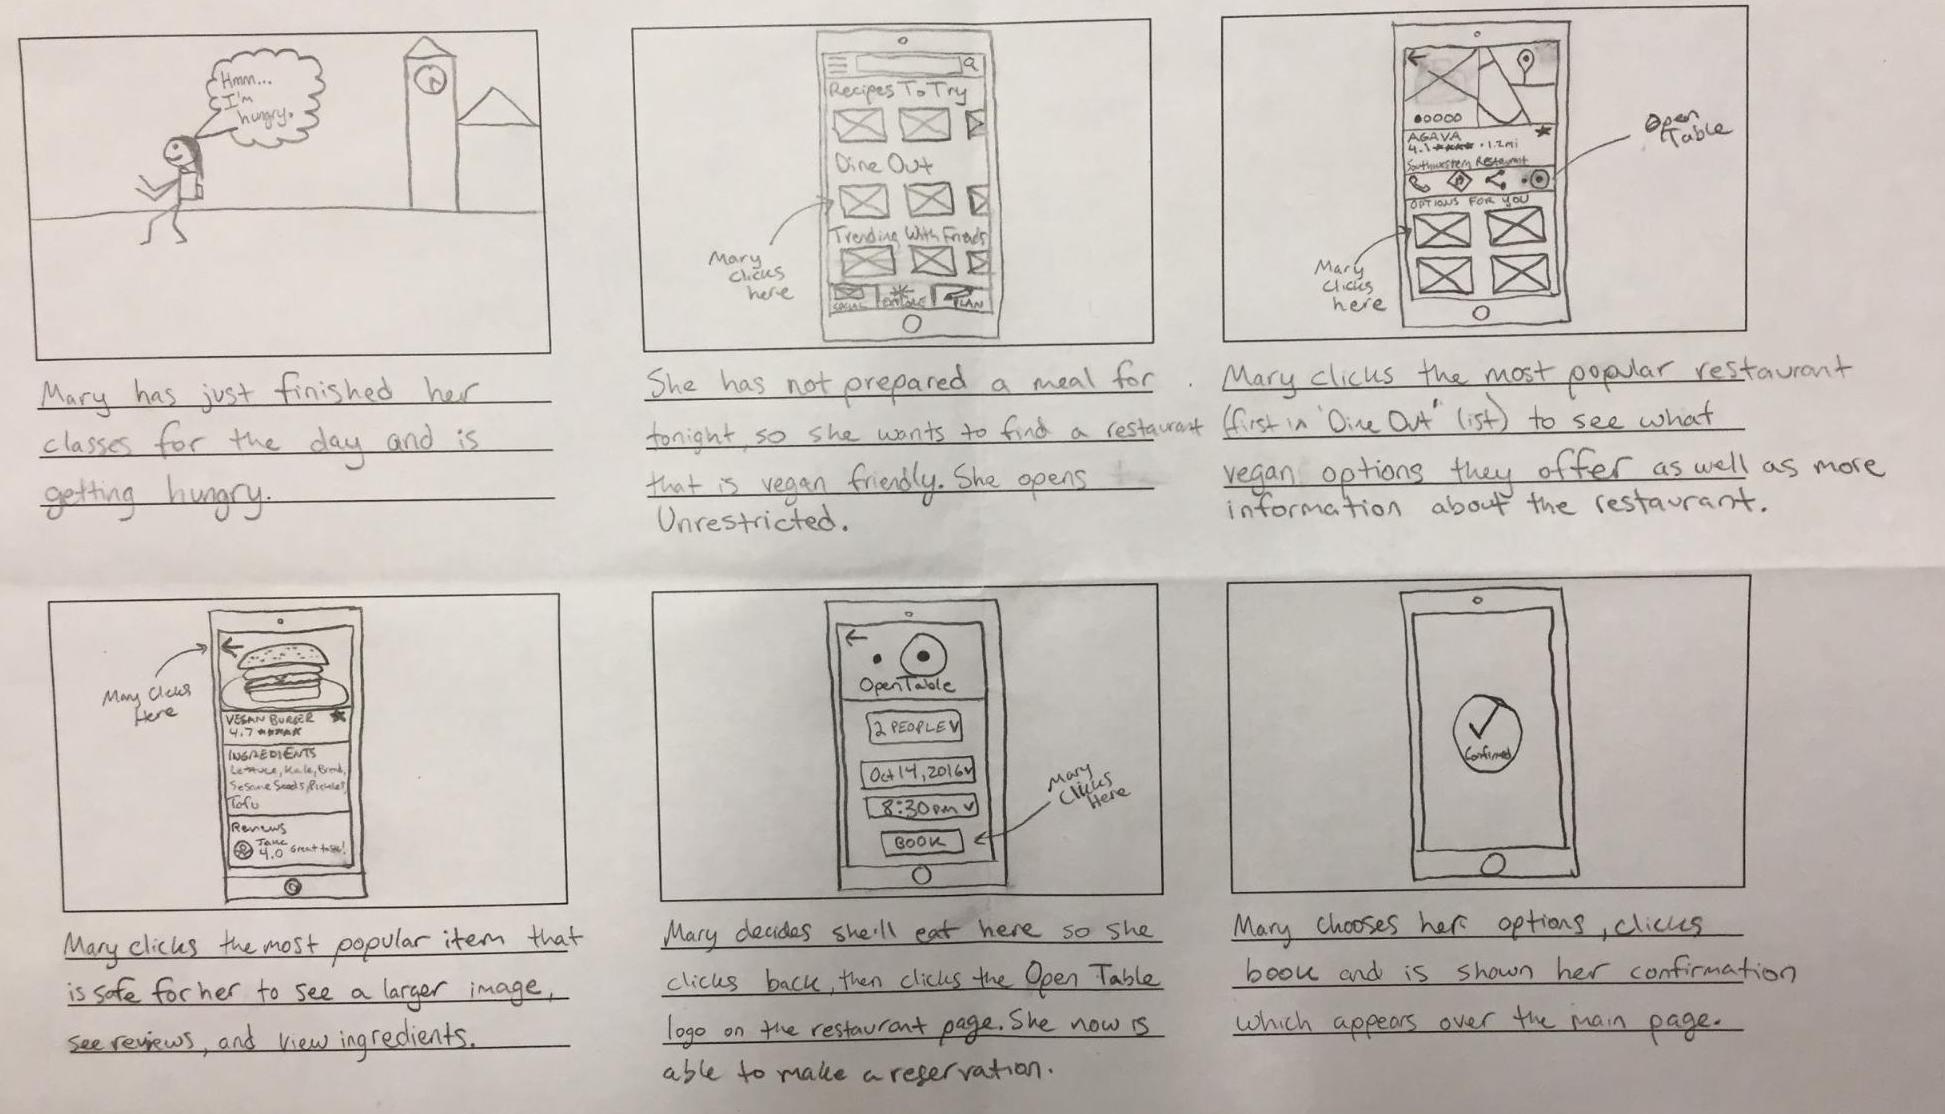 Hmm...
I'm
hungry.
Mary has just finished her
classes for the day and is
getting hungry.
Recipes To Try
Dine Out
Trending With Friends
SOCIAL
EXPLORE
PLAN
Mary
clicks
here
She has not prepared a meal for
tonight, so she wants to find a restaurant
that is vegan friendly. She opens
Unrestricted.
AGAVA
4.1 ★★★★ · 1.2mi
Southwestern Restaurant
OPTIONS FOR YOU
Open
Table
Mary
clicks
here
Mary clicks the most popular restaurant
(first in "Dine Out" list) to see what
vegan options they offer as well as more
information about the restaurant.
Mary Clicks
Here
VEGAN BURGER
4.7 ★★★★★
INGREDIENTS
Lettuce, Kale, Bread,
Sesame Seeds, Pickles,
Tofu
Reviews
4.0 Great taste!
Mary clicks the most popular item that
is safe for her to see a larger image,
see reviews, and view ingredients.
OpenTable
2 PEOPLE V
Oct 14, 2016 v
8:30pm v
BOOK
Mary
Clicks
Here
Mary decides she'll eat here so she
clicks back, then clicks the Open Table
logo on the restaurant page. She now is
able to make a reservation.
Confirmed
Mary chooses her options, clicks
book and is shown her confirmation
which appears over the main page.